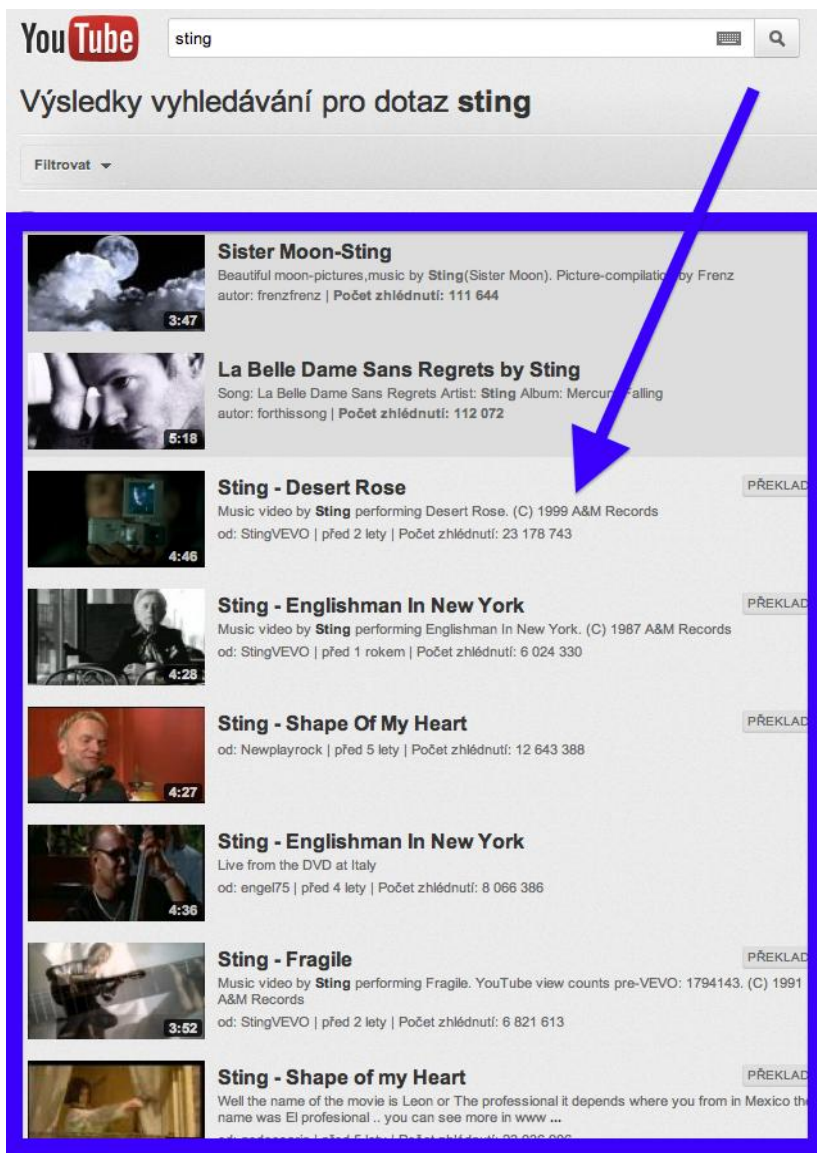 YouTube sting
Výsledky vyhledávání pro dotaz sting
Filtrovat
Sister Moon-Sting
Beautiful moon-pictures,music by Sting(Sister Moon). Picture-compilation by Frenz
autor: frenzfrenz | Počet zhlédnutí: 111 644
3:47
La Belle Dame Sans Regrets by Sting
Song: La Belle Dame Sans Regrets Artist: Sting Album: Mercury Falling
autor: forthissong | Počet zhlédnutí: 112 072
5:18
Sting - Desert Rose PŘEKLAD
Music video by Sting performing Desert Rose. (C) 1999 A&M Records
od: StingVEVO | před 2 lety | Počet zhlédnutí: 23 178 743
4:46
Sting - Englishman In New York PŘEKLAD
Music video by Sting performing Englishman In New York. (C) 1987 A&M Records
od: StingVEVO | před 1 rokem | Počet zhlédnutí: 6 024 330
4:28
Sting - Shape Of My Heart PŘEKLAD
od: Newplayrock | před 5 lety | Počet zhlédnutí: 12 643 388
4:27
Sting - Englishman In New York
Live from the DVD at Italy
od: engel75 | před 4 lety | Počet zhlédnutí: 8 066 386
4:36
Sting - Fragile PŘEKLAD
Music video by Sting performing Fragile. YouTube view counts pre-VEVO: 1794143. (C) 1991
A&M Records
od: StingVEVO | před 2 lety | Počet zhlédnutí: 6 821 613
3:52
Sting - Shape of my Heart PŘEKLAD
Well the name of the movie is Leon or The professional it depends where you from in Mexico the
name was El profesional .. you can see more in www ...